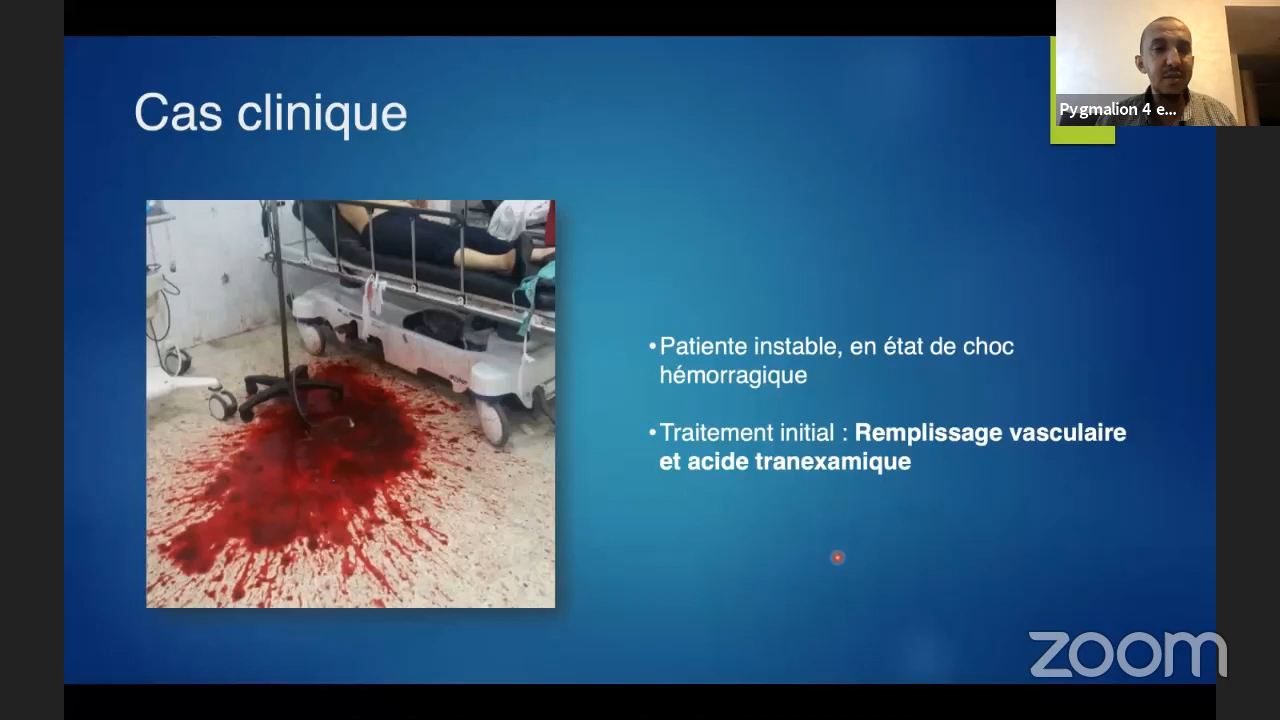 Cas clinique
Pygmalion 4 e...
•Patiente instable, en état de choc
hémorragique
•Traitement initial : Remplissage vasculaire
et acide tranexamique
zoom